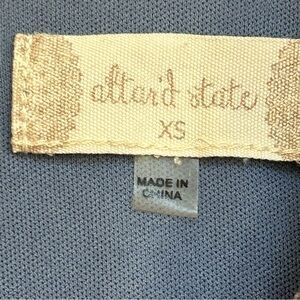 altar'd state
XS
MADE IN
CHINA